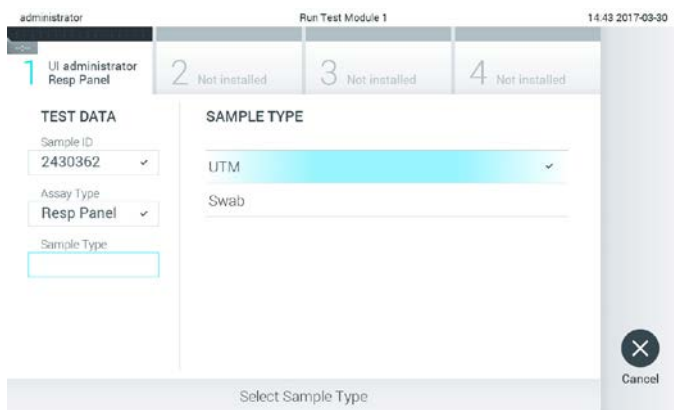 administrator Run Test Module 1 14.43 2017-03-30
1 UI administrator
Resp Panel
2 Not installed
3 Not installed
4 Not installed
TEST DATA
Sample ID
2430362
Assay Type
Resp Panel
Sample Type
SAMPLE TYPE
UTM
Swab
Cancel
Select Sample Type